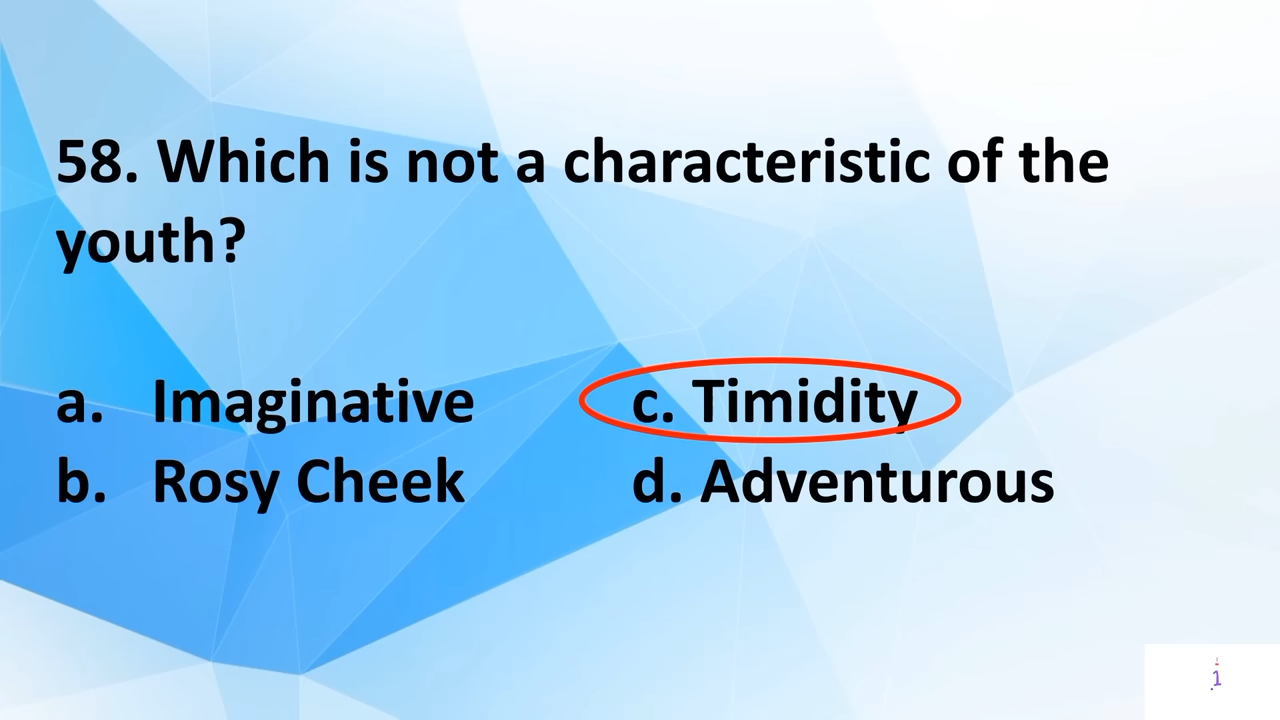 58. Which is not a characteristic of the
youth?
a. Imaginative c. Timidity
b. Rosy Cheek d. Adventurous
1